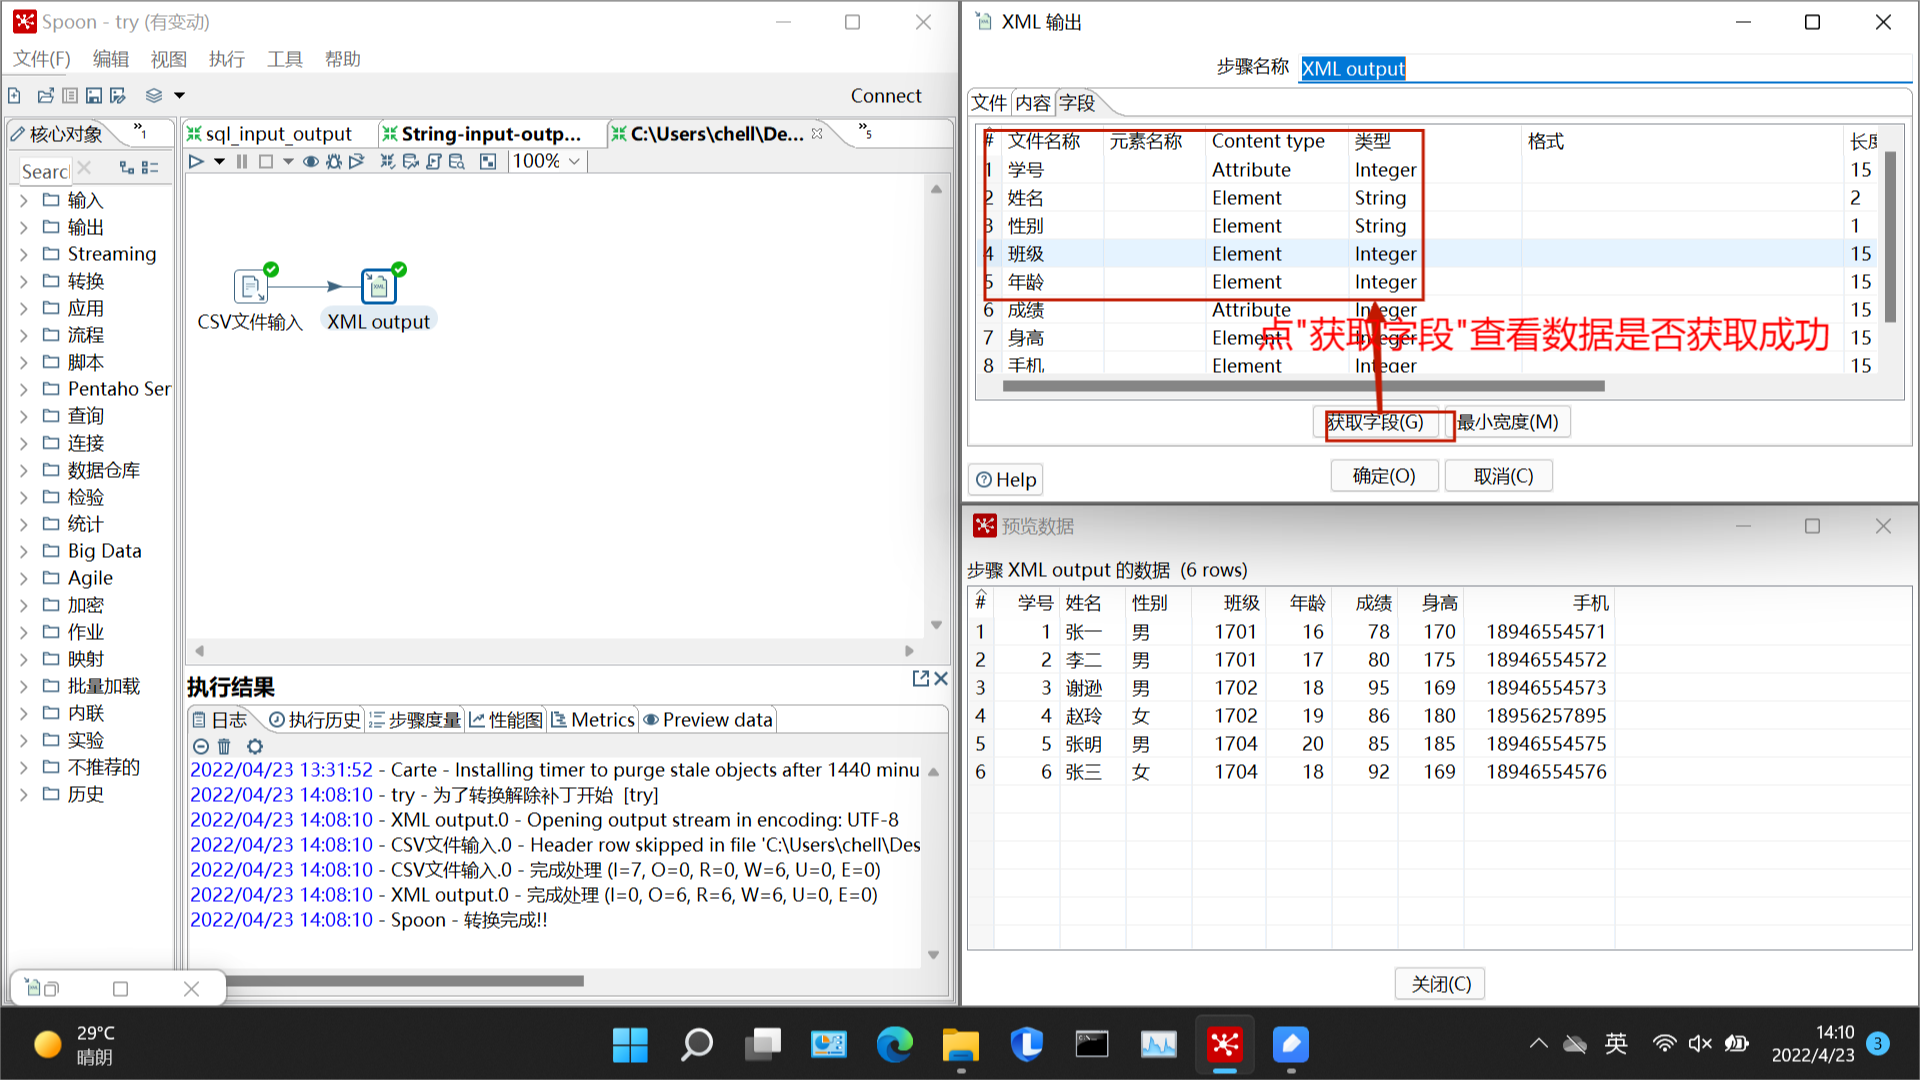 Spoon - try (有变动)
文件(F) 编辑 视图 执行 工具 帮助
Connect
核心对象 »1
sql_input_output String-input-outp... C:\Users\chell\De... »5
100%
Searc
输入
输出
Streaming
转换
应用
流程
脚本
Pentaho Ser
查询
连接
数据仓库
检验
统计
Big Data
Agile
加密
作业
映射
批量加载
内联
实验
不推荐的
历史
CSV文件输入 XML output
执行结果
日志 执行历史 步骤度量 性能图 Metrics Preview data
2022/04/23 13:31:52 - Carte - Installing timer to purge stale objects after 1440 minu
2022/04/23 14:08:10 - try - 为了转换解除补丁开始 [try]
2022/04/23 14:08:10 - XML output.0 - Opening output stream in encoding: UTF-8
2022/04/23 14:08:10 - CSV文件输入.0 - Header row skipped in file 'C:\Users\chell\Des
2022/04/23 14:08:10 - CSV文件输入.0 - 完成处理 (I=7, O=0, R=0, W=6, U=0, E=0)
2022/04/23 14:08:10 - XML output.0 - 完成处理 (I=0, O=6, R=6, W=6, U=0, E=0)
2022/04/23 14:08:10 - Spoon - 转换完成!!
XML 输出
步骤名称 XML output
文件 内容 字段
# 文件名称 元素名称 Content type 类型 格式 长度
1 学号 Attribute Integer 15
2 姓名 Element String 2
3 性别 Element String 1
4 班级 Element Integer 15
5 年龄 Element Integer 15
6 成绩 Attribute Integer 15
点"获取字段"查看数据是否获取成功
7 身高 Element Integer 15
8 手机 Element Integer 15
获取字段(G) 最小宽度(M)
Help 确定(O) 取消(C)
预览数据
步骤 XML output 的数据 (6 rows)
# 学号 姓名 性别 班级 年龄 成绩 身高 手机
1 1 张一 男 1701 16 78 170 18946554571
2 2 李二 男 1701 17 80 175 18946554572
3 3 谢逊 男 1702 18 95 169 18946554573
4 4 赵玲 女 1702 19 86 180 18956257895
5 5 张明 男 1704 20 85 185 18946554575
6 6 张三 女 1704 18 92 169 18946554576
关闭(C)
29°C
晴朗
英
14:10
2022/4/23
3